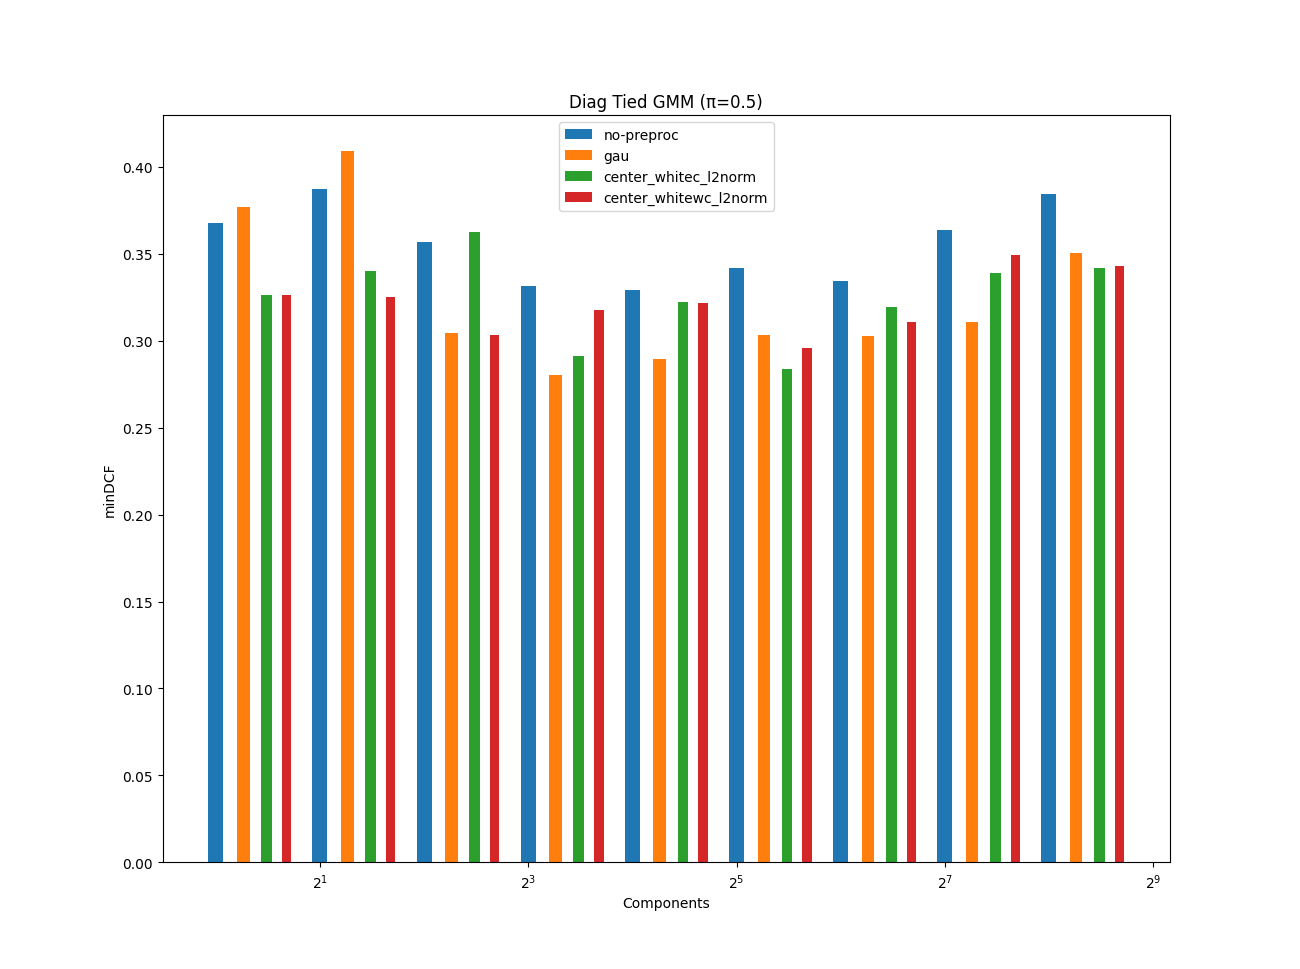 Diag Tied GMM (π=0.5)
no-preproc
gau
center_whitec_l2norm
center_whitewc_l2norm
0.40
0.35
0.30
0.25
0.20
0.15
0.10
0.05
0.00
minDCF
2¹ 2³ 2⁵ 2⁷ 2⁹
Components